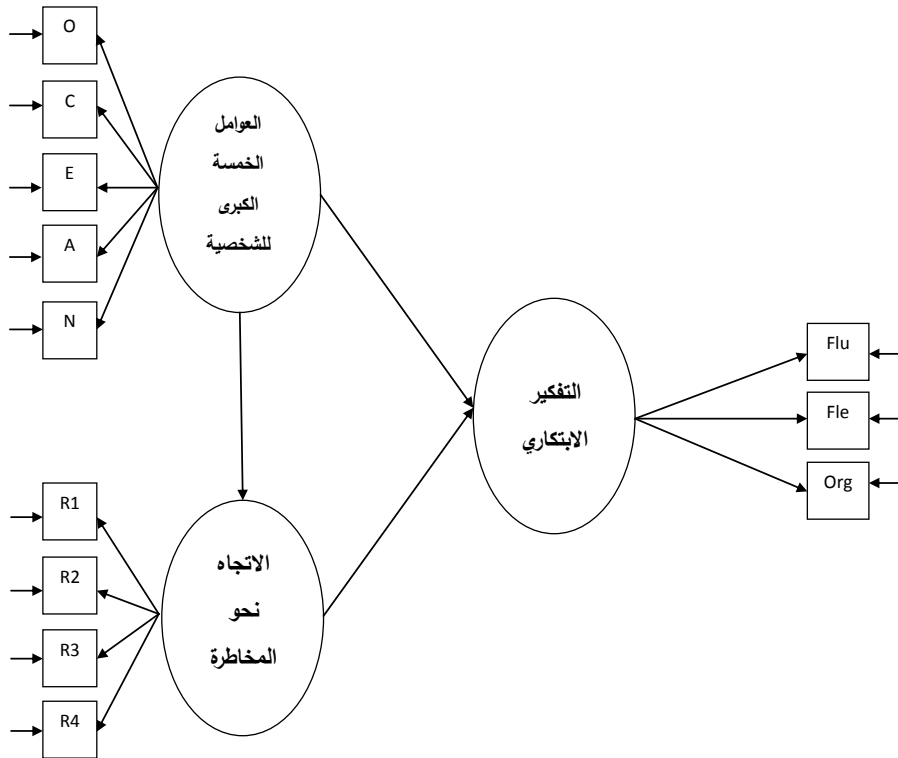 O
C
E
A
N
العوامل
الخمسة
الكبرى
للشخصية
التفكير
الابتكاري
Flu
Fle
Org
R1
R2
R3
R4
الاتجاه
نحو
المخاطرة